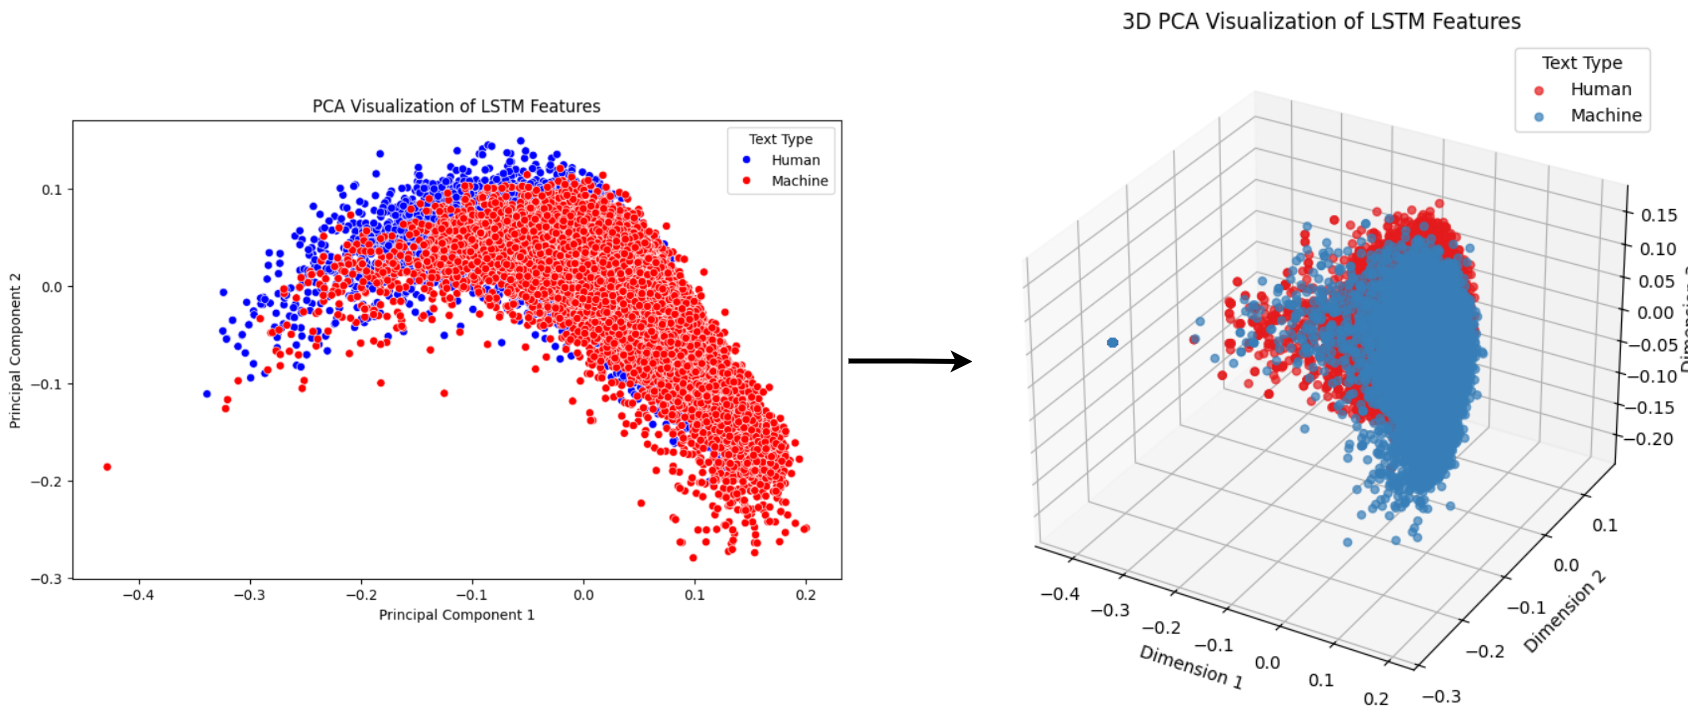 PCA Visualization of LSTM Features
Text Type
Human
Machine
Principal Component 2
0.1
0.0
−0.1
−0.2
−0.3
−0.4
−0.3
−0.2
−0.1
0.0
0.1
0.2
Principal Component 1
3D PCA Visualization of LSTM Features
Text Type
Human
Machine
0.15
0.10
0.05
0.00
−0.05
−0.10
−0.15
−0.20
0.1
0.0
−0.1
−0.2
−0.3
Dimension 2
−0.4
−0.3
−0.2
−0.1
0.0
0.1
0.2
Dimension 1